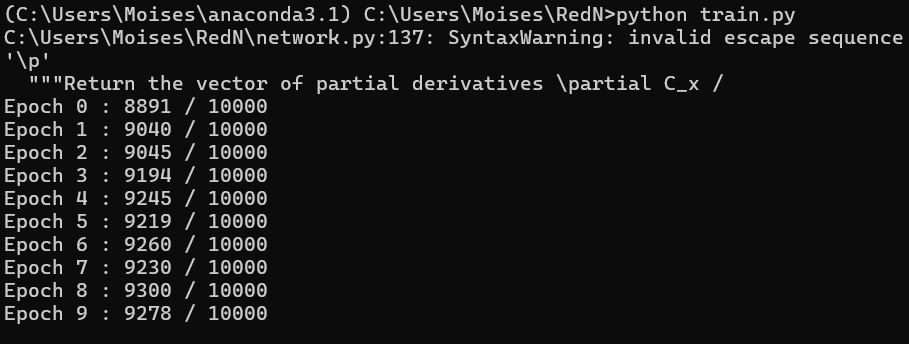 (C:\Users\Moises\anaconda3.1) C:\Users\Moises\RedN>python train.py
C:\Users\Moises\RedN\network.py:137: SyntaxWarning: invalid escape sequence
'\p'
  """Return the vector of partial derivatives \partial C_x /
Epoch 0 : 8891 / 10000
Epoch 1 : 9040 / 10000
Epoch 2 : 9045 / 10000
Epoch 3 : 9194 / 10000
Epoch 4 : 9245 / 10000
Epoch 5 : 9219 / 10000
Epoch 6 : 9260 / 10000
Epoch 7 : 9230 / 10000
Epoch 8 : 9300 / 10000
Epoch 9 : 9278 / 10000